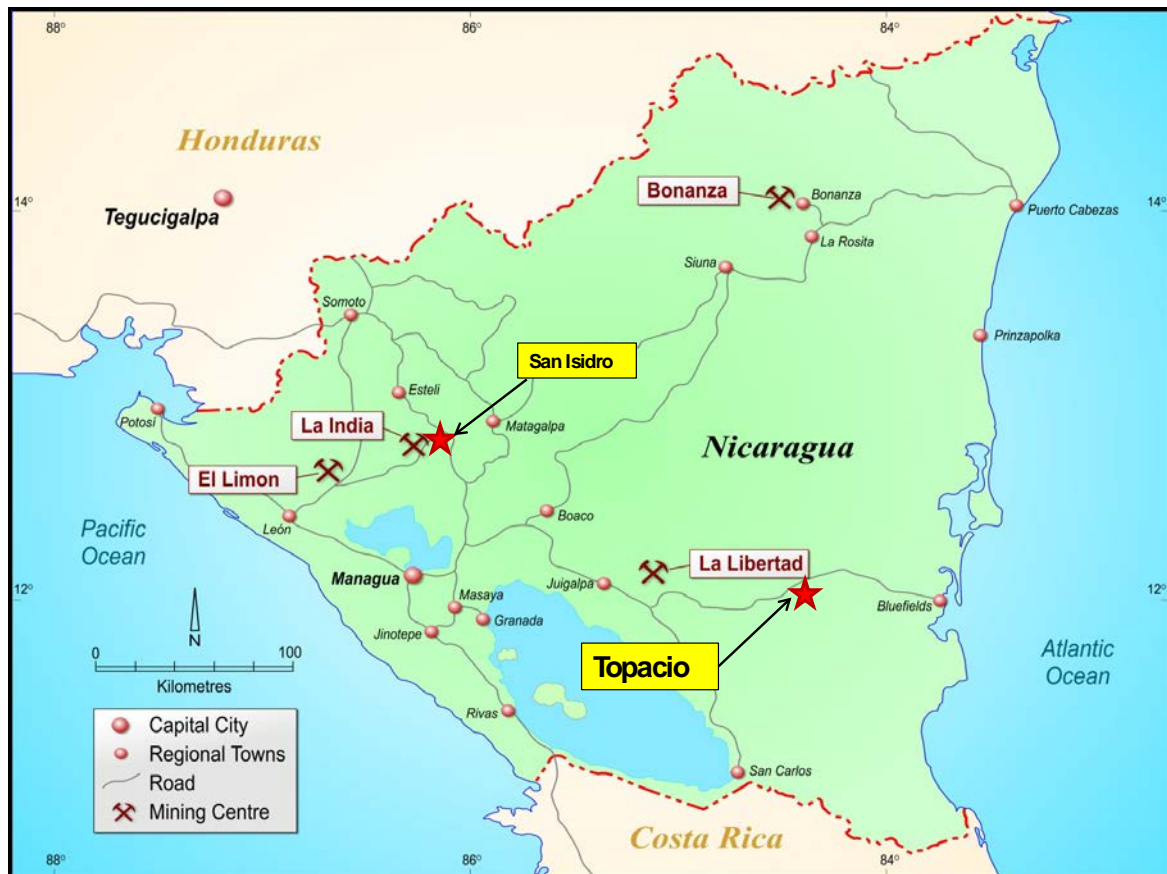 88°
86°
84°
Honduras
Tegucigalpa
14°
14°
Bonanza
Bonanza
Puerto Cabezas
La Rosita
Siuna
Somoto
Prinzapolka
San Isidro
Esteli
Potosí
La India
Matagalpa
Nicaragua
El Limon
León
Boaco
Pacific
Ocean
La Libertad
Managua
Juigalpa
12°
12°
Masaya
Bluefields
Granada
Jinotepe
N
Topacio
Atlantic
Ocean
0
100
Kilometres
Rivas
Capital City
Regional Towns
Road
Mining Centre
San Carlos
Costa Rica
88°
86°
84°